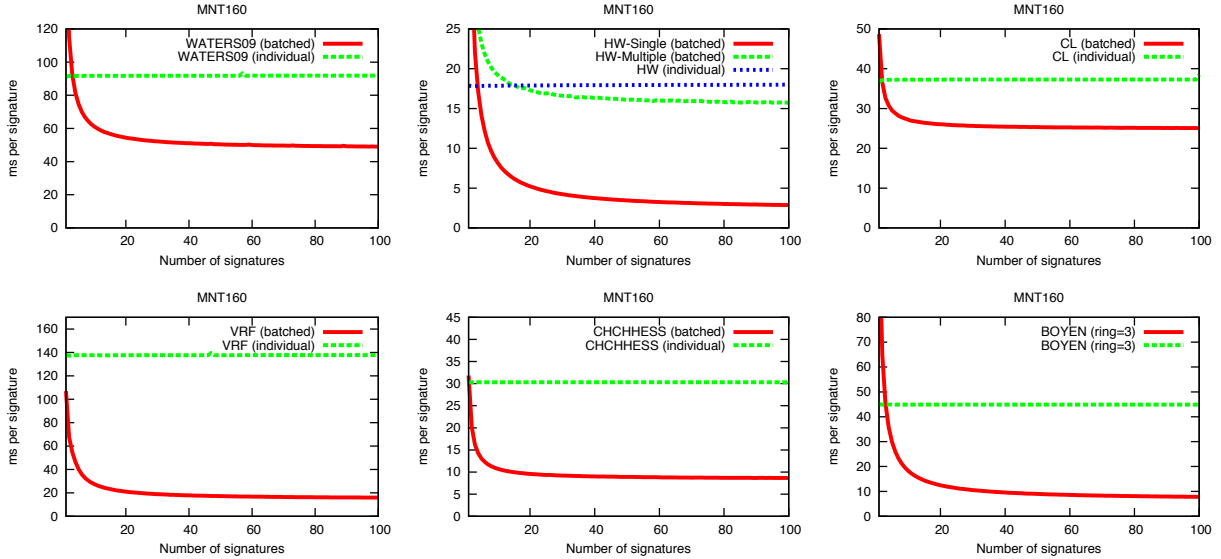 MNT160
120
100
80
60
40
20
0
ms per signature
WATERS09 (batched)
WATERS09 (individual)
20 40 60 80 100
Number of signatures
MNT160
25
20
15
10
5
0
ms per signature
HW-Single (batched)
HW-Multiple (batched)
HW (individual)
20 40 60 80 100
Number of signatures
MNT160
50
40
30
20
10
0
ms per signature
CL (batched)
CL (individual)
20 40 60 80 100
Number of signatures
MNT160
160
140
120
100
80
60
40
20
0
ms per signature
VRF (batched)
VRF (individual)
20 40 60 80 100
Number of signatures
MNT160
45
40
35
30
25
20
15
10
5
0
ms per signature
CHCHHESS (batched)
CHCHHESS (individual)
20 40 60 80 100
Number of signatures
MNT160
80
70
60
50
40
30
20
10
0
ms per signature
BOYEN (ring=3)
BOYEN (ring=3)
20 40 60 80 100
Number of signatures